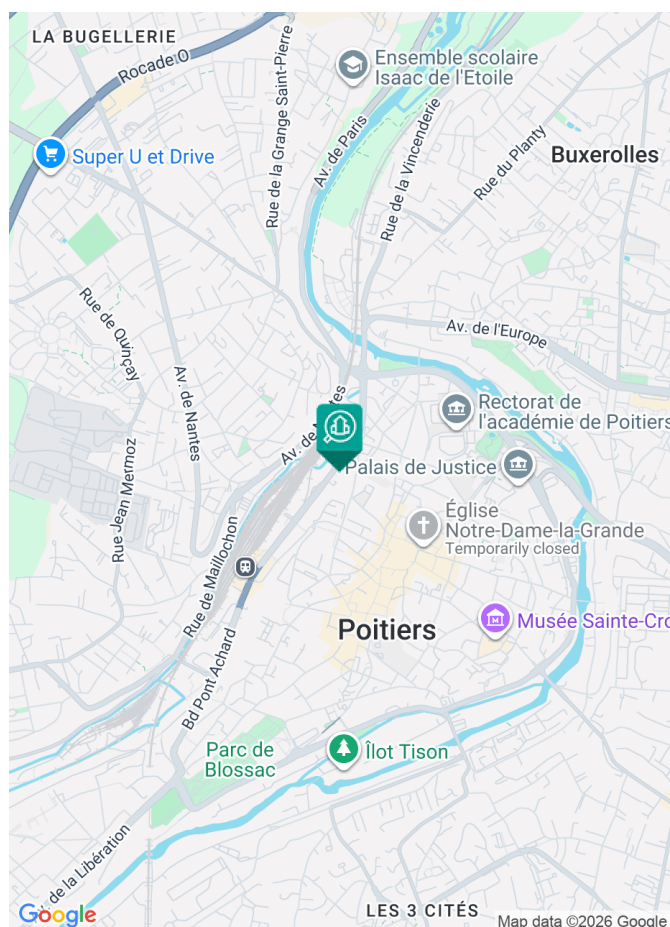 LA BUGELLERIE
Rocade O
Rue de la Grange Saint-Pierre
Ensemble scolaire
Isaac de l'Etoile
Av. de Paris
Rue de la Vincenderie
Rue du Planty
Buxerolles
Super U et Drive
Rue de Quinçay
Av. de Nantes
Av. de l'Europe
Av. de Nantes
Rectorat de
l'académie de Poitiers
Palais de Justice
Rue Jean Mermoz
Église
Notre-Dame-la-Grande
Temporarily closed
Rue de Maillochon
Poitiers
Musée Sainte-Cro
Bd Pont Achard
Parc de
Blossac
Îlot Tison
de la Libération
LES 3 CITÉS
Google
Map data ©2026 Google